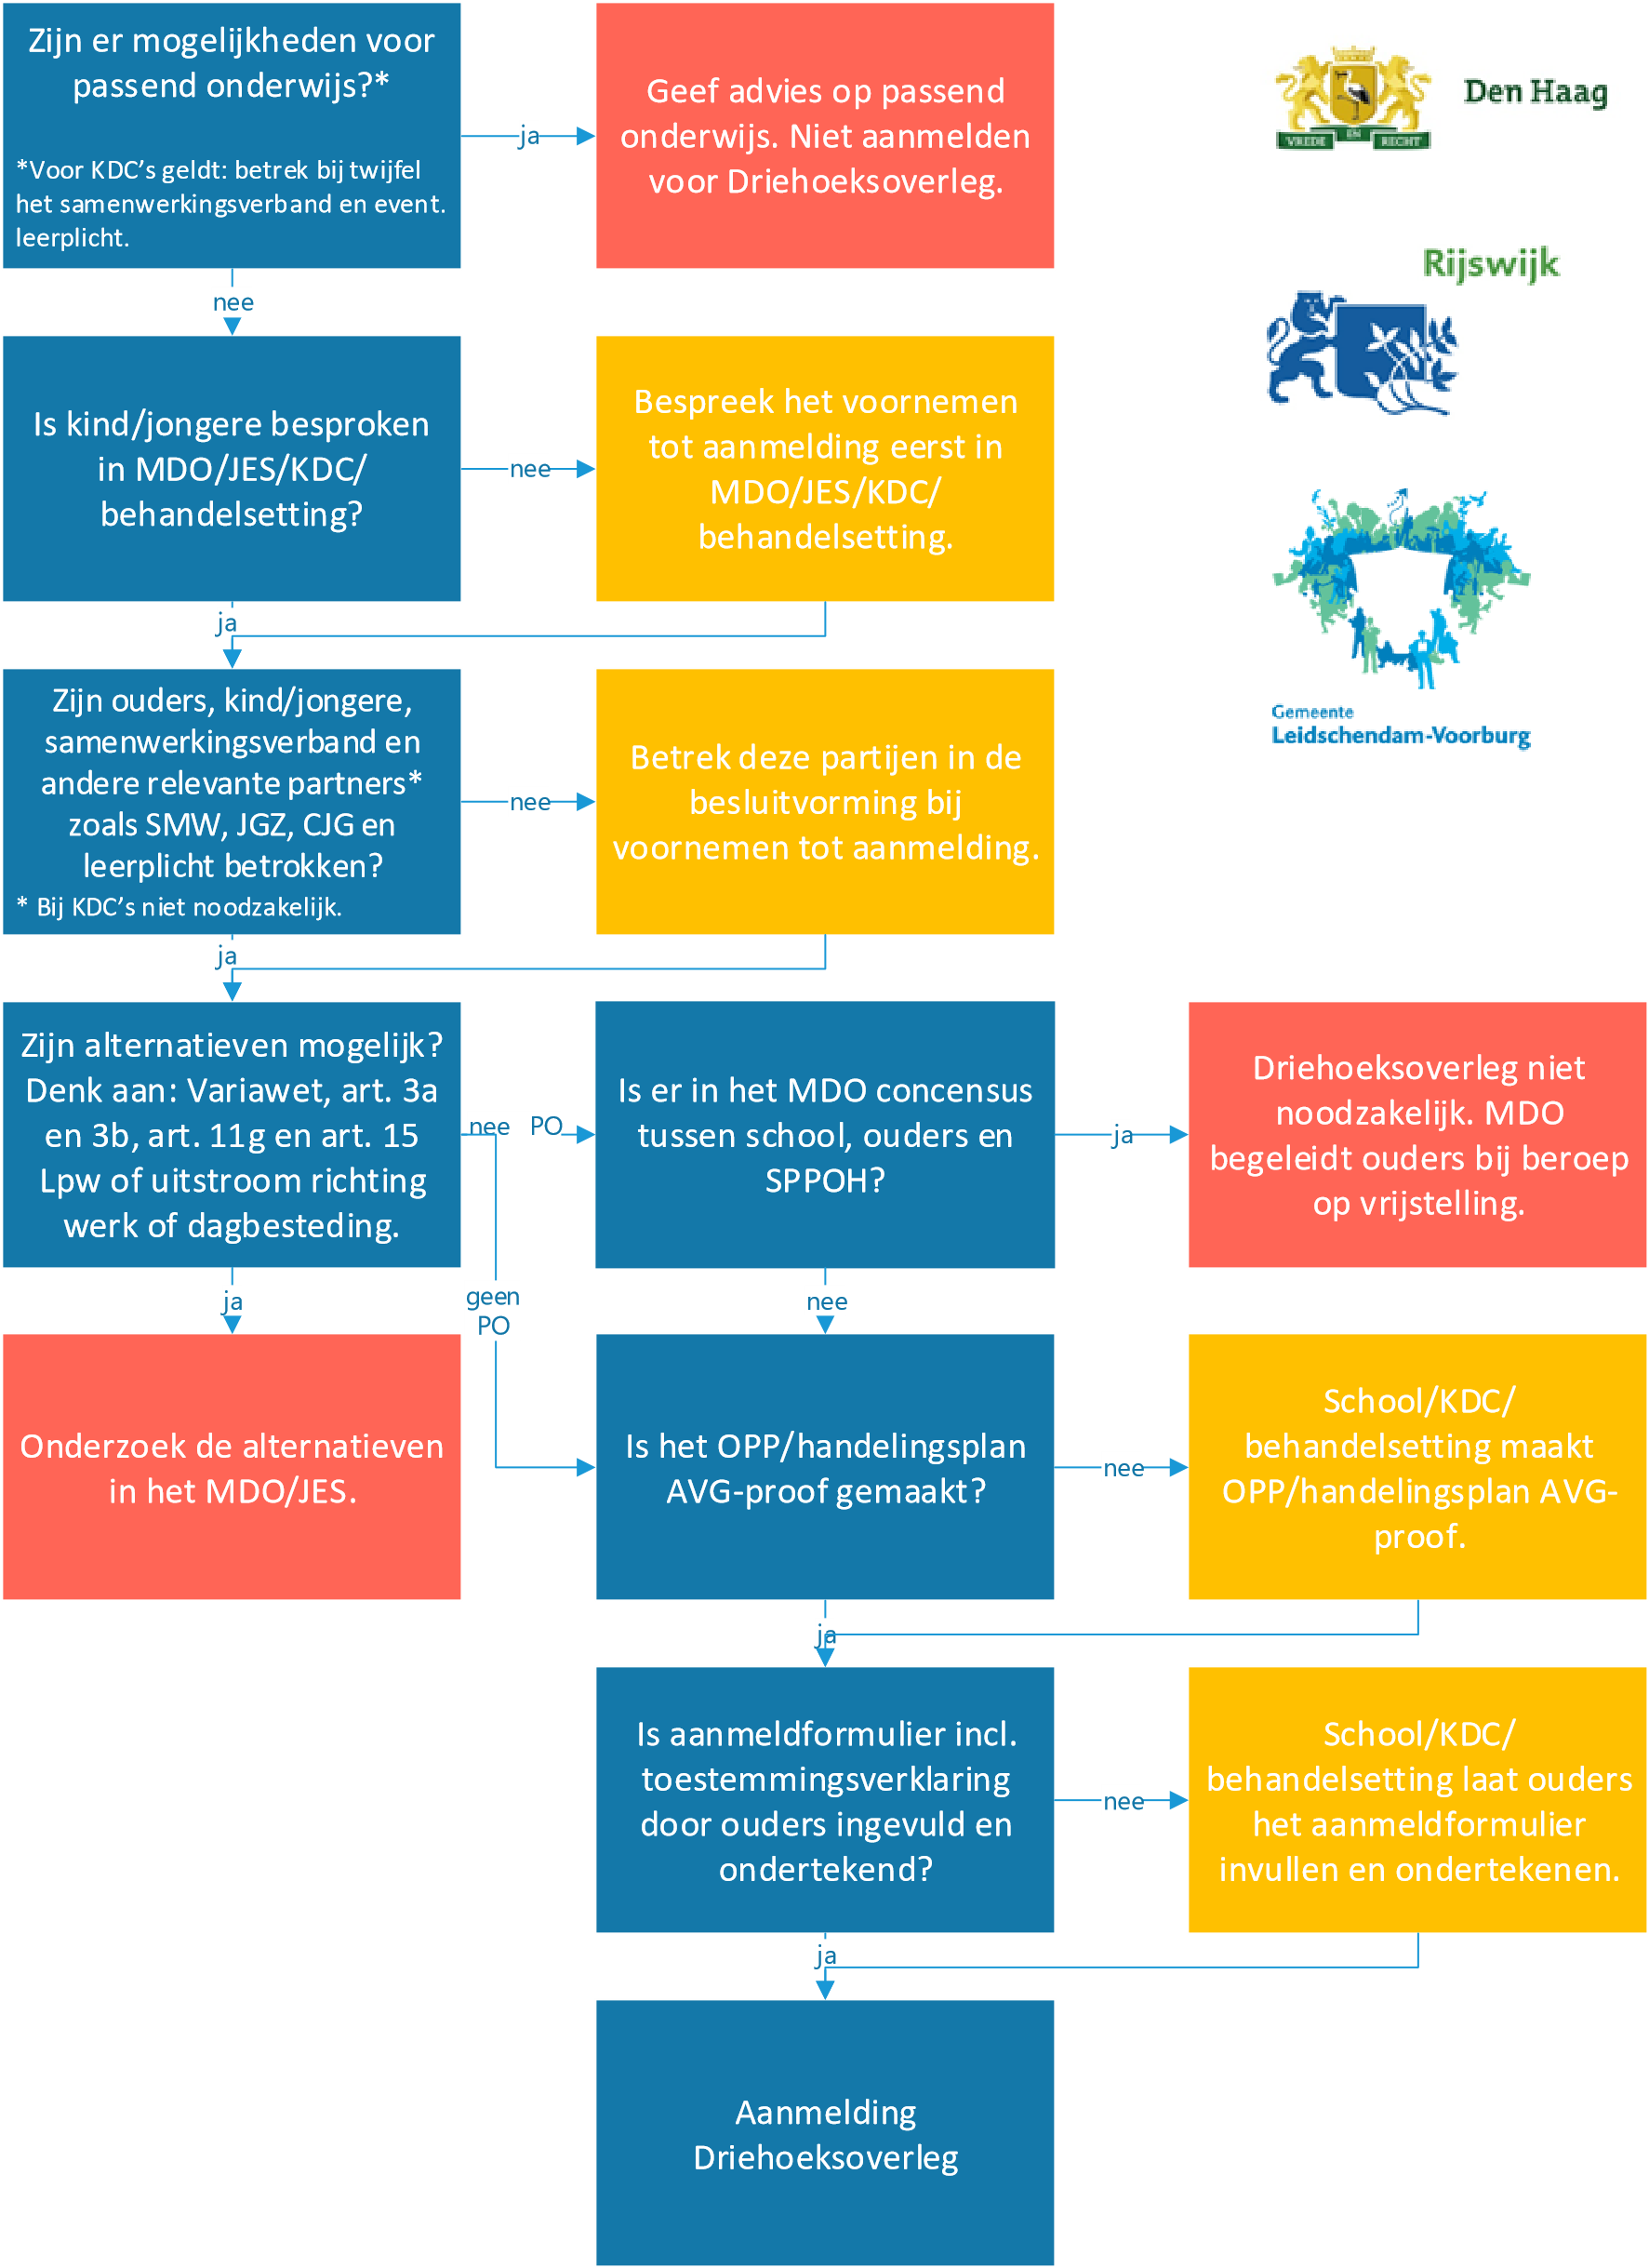 Zijn er mogelijkheden voor
passend onderwijs?*
*Voor KDC's geldt: betrek bij twijfel
het samenwerkingsverband en event.
leerplicht.
ja
Geef advies op passend
onderwijs. Niet aanmelden
voor Driehoeksoverleg.
VREDE EN RECHT
Den Haag
Rijswijk
Gemeente
Leidschendam-Voorburg
nee
Is kind/jongere besproken
in MDO/JES/KDC/
behandelsetting?
nee
Bespreek het voornemen
tot aanmelding eerst in
MDO/JES/KDC/
behandelsetting.
ja
Zijn ouders, kind/jongere,
samenwerkingsverband en
andere relevante partners*
zoals SMW, JGZ, CJG en
leerplicht betrokken?
* Bij KDC's niet noodzakelijk.
nee
Betrek deze partijen in de
besluitvorming bij
voornemen tot aanmelding.
ja
Zijn alternatieven mogelijk?
Denk aan: Variawet, art. 3a
en 3b, art. 11g en art. 15
Lpw of uitstroom richting
werk of dagbesteding.
nee PO
Is er in het MDO concensus
tussen school, ouders en
SPPOH?
ja
Driehoeksoverleg niet
noodzakelijk. MDO
begeleidt ouders bij beroep
op vrijstelling.
ja
geen
PO
nee
Onderzoek de alternatieven
in het MDO/JES.
Is het OPP/handelingsplan
AVG-proof gemaakt?
nee
School/KDC/
behandelsetting maakt
OPP/handelingsplan AVG-
proof.
ja
Is aanmeldformulier incl.
toestemmingsverklaring
door ouders ingevuld en
ondertekend?
nee
School/KDC/
behandelsetting laat ouders
het aanmeldformulier
invullen en ondertekenen.
ja
Aanmelding
Driehoeksoverleg